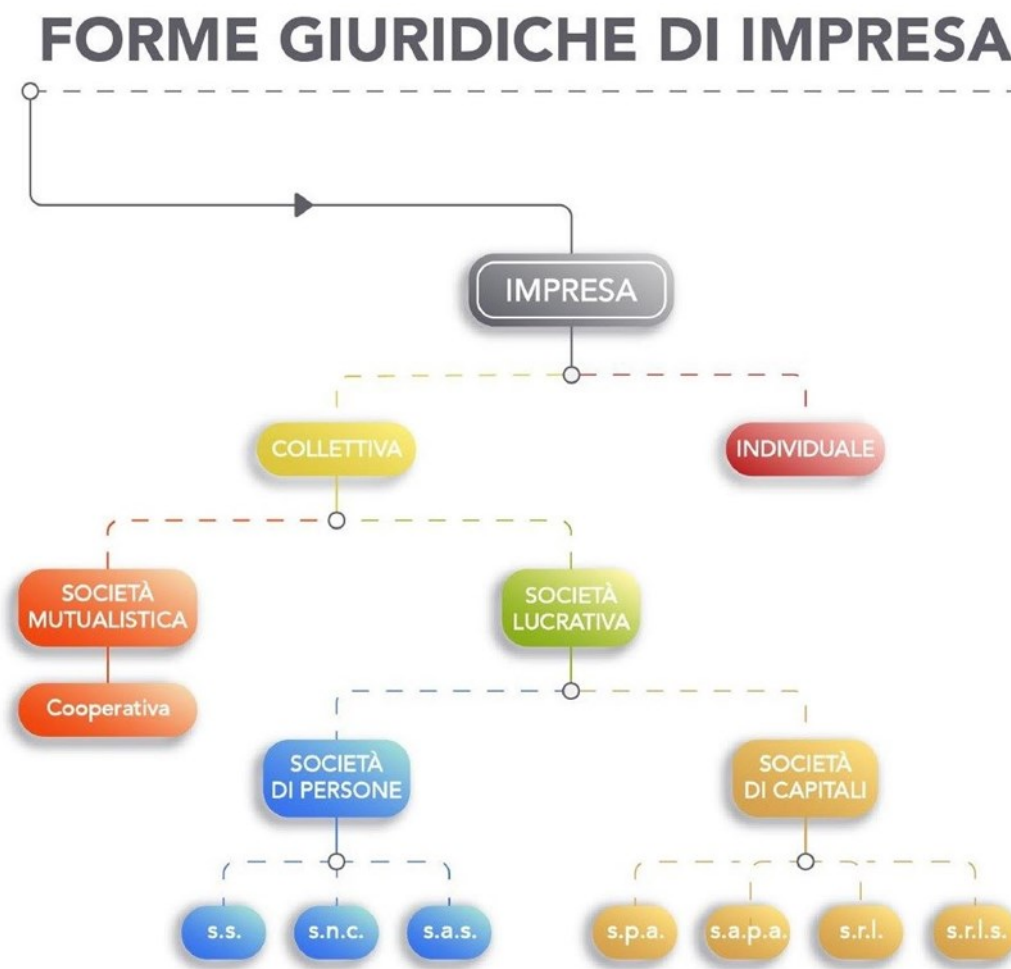 FORME GIURIDICHE DI IMPRESA
IMPRESA
COLLETTIVA
INDIVIDUALE
SOCIETÀ
MUTUALISTICA
SOCIETÀ
LUCRATIVA
Cooperativa
SOCIETÀ
DI PERSONE
SOCIETÀ
DI CAPITALI
s.s.
s.n.c.
s.a.s.
s.p.a.
s.a.p.a.
s.r.l.
s.r.l.s.